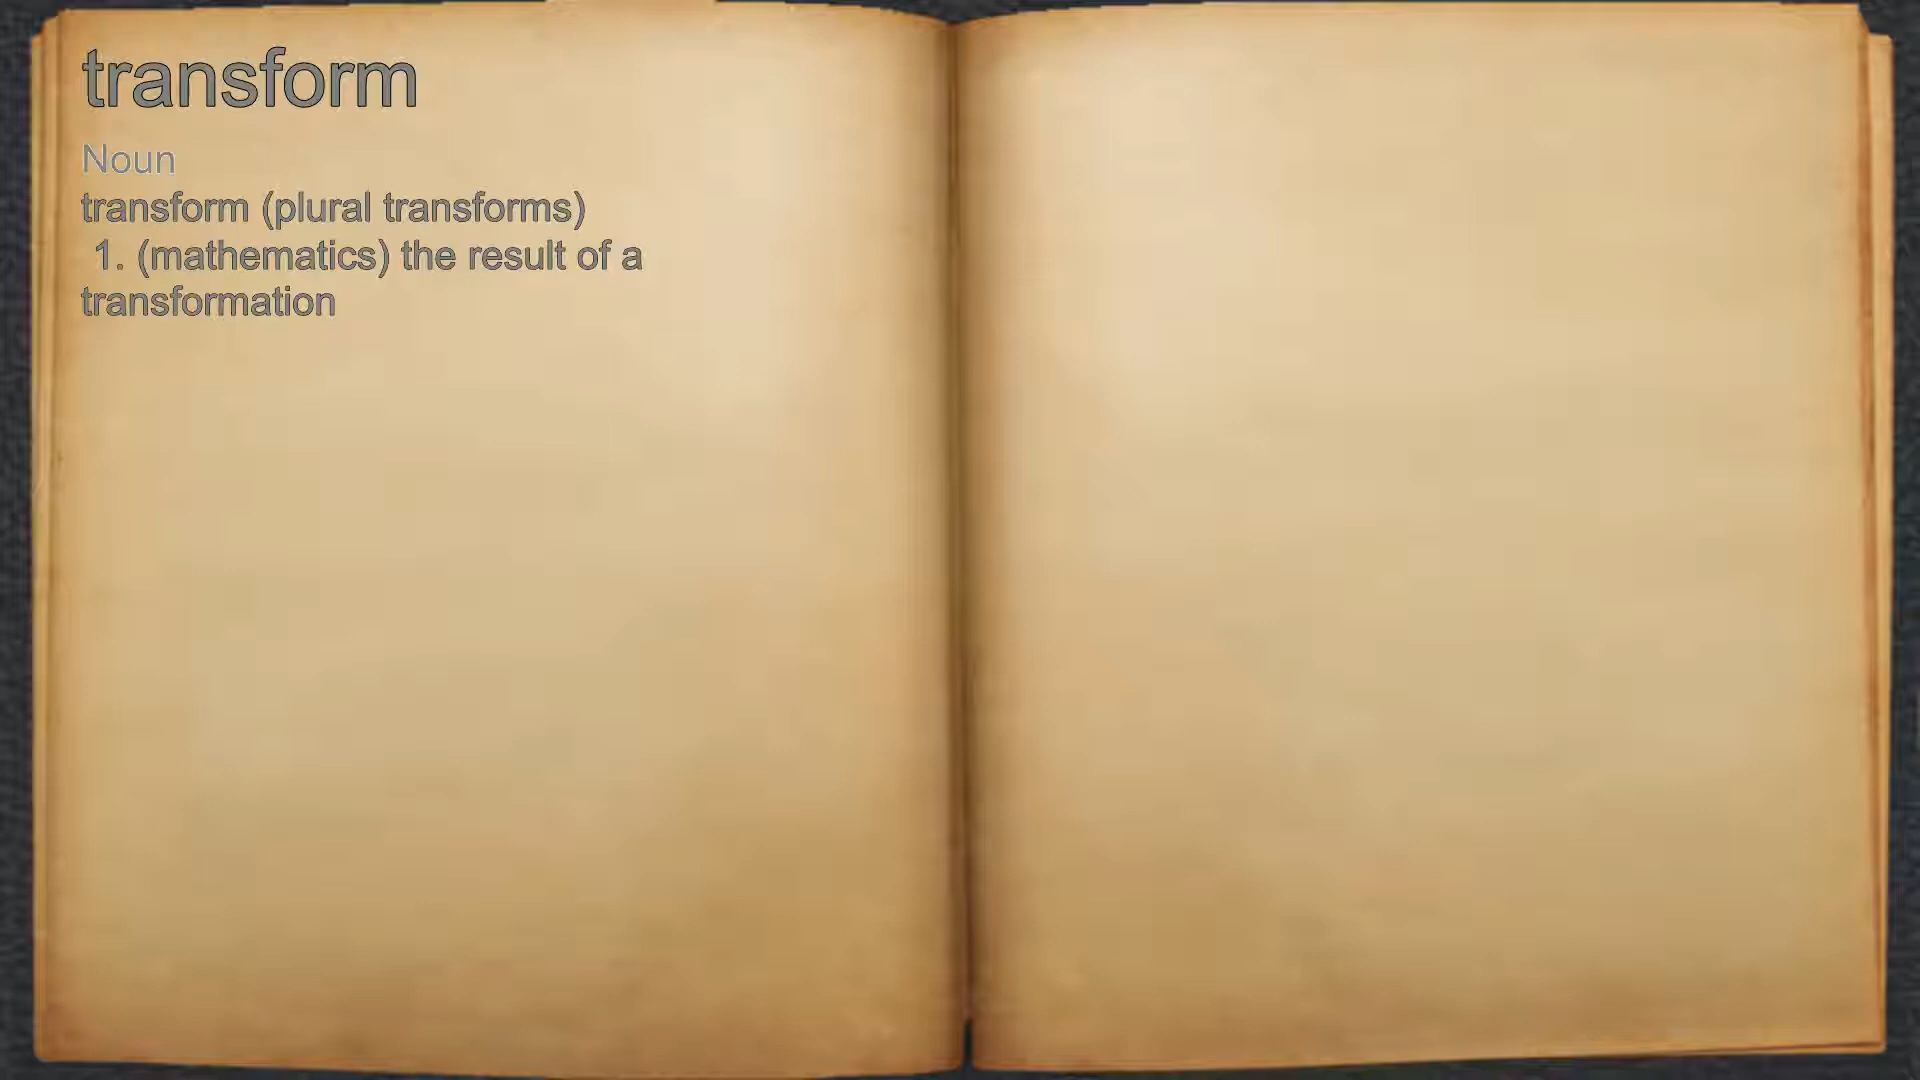 transform
Noun
transform (plural transforms)
1. (mathematics) the result of a
transformation